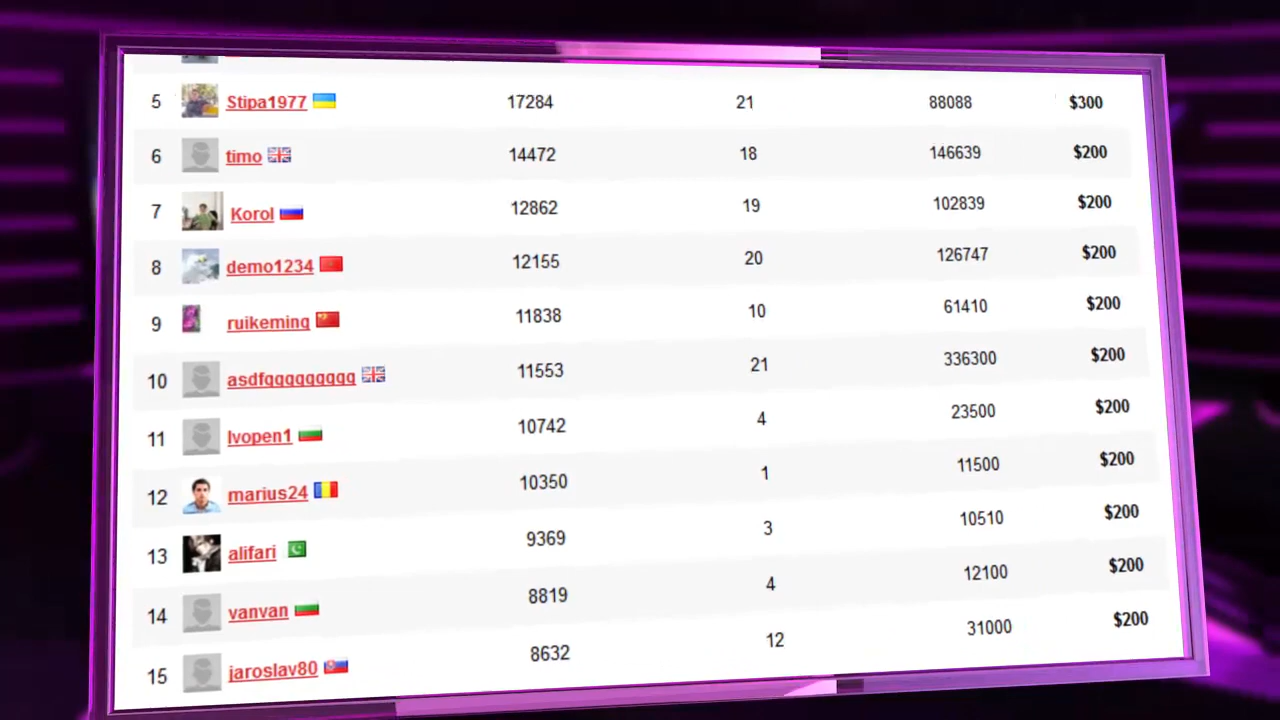 5 Stipa1977 17284 21 88088 $300
6 timo 14472 18 146639 $200
7 Korol 12862 19 102839 $200
8 demo1234 12155 20 126747 $200
9 ruikeming 11838 10 61410 $200
10 asdfggggggggg 11553 21 336300 $200
11 lvopen1 10742 4 23500 $200
12 marius24 10350 1 11500 $200
13 alifari 9369 3 10510 $200
14 vanvan 8819 4 12100 $200
15 jaroslav80 8632 12 31000 $200